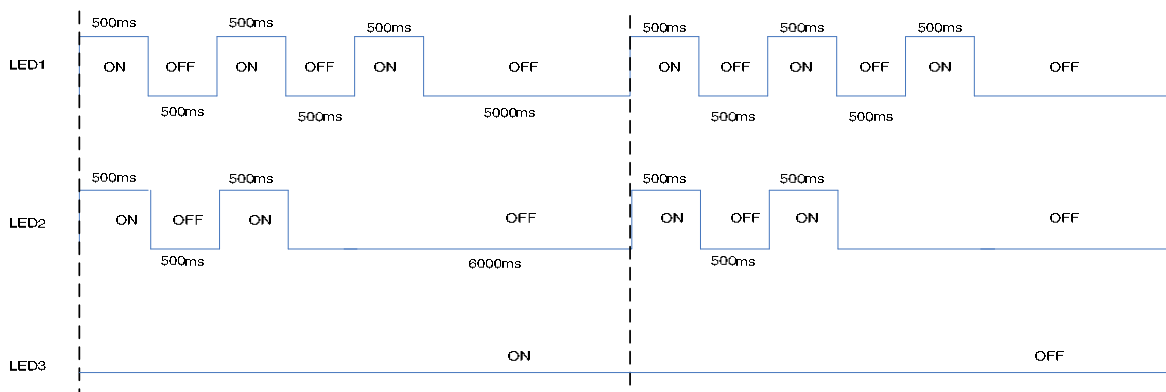 500ms 500ms 500ms 500ms 500ms 500ms
LED1 ON OFF ON OFF ON OFF ON OFF ON OFF ON OFF
500ms 500ms 5000ms 500ms 500ms
500ms 500ms 500ms 500ms
LED2 ON OFF ON OFF ON OFF ON OFF
500ms 6000ms 500ms
LED3 ON OFF